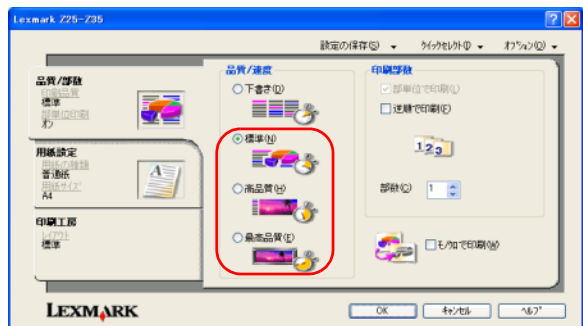 Lexmark Z25-Z35
設定の保存(S) クイックセレクト(I) オプション(O)
品質/部数
印刷品質
標準
部単位印刷
オン
用紙設定
用紙の種類
普通紙
用紙サイズ
A4
印刷工房
レイアウト
標準
品質/速度
下書き(D)
標準(N)
高品質(H)
最高品質(E)
印刷部数
部単位で印刷(L)
逆順で印刷(E)
1 2 3
部数(C) 1
モノクロで印刷(W)
LEXMARK
OK キャンセル ヘルプ